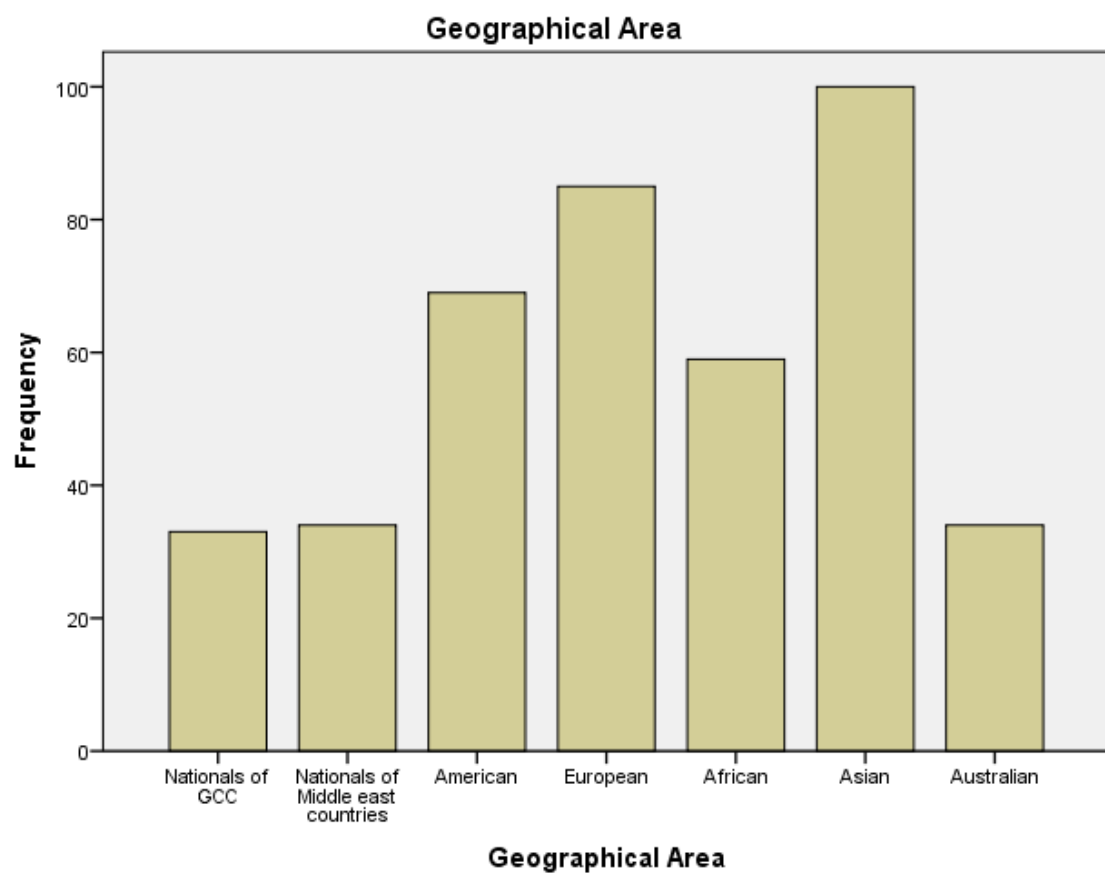 Geographical Area
100
80
60
40
20
0
Frequency
Nationals of
GCC
Nationals of
Middle east
countries
American
European
African
Asian
Australian
Geographical Area